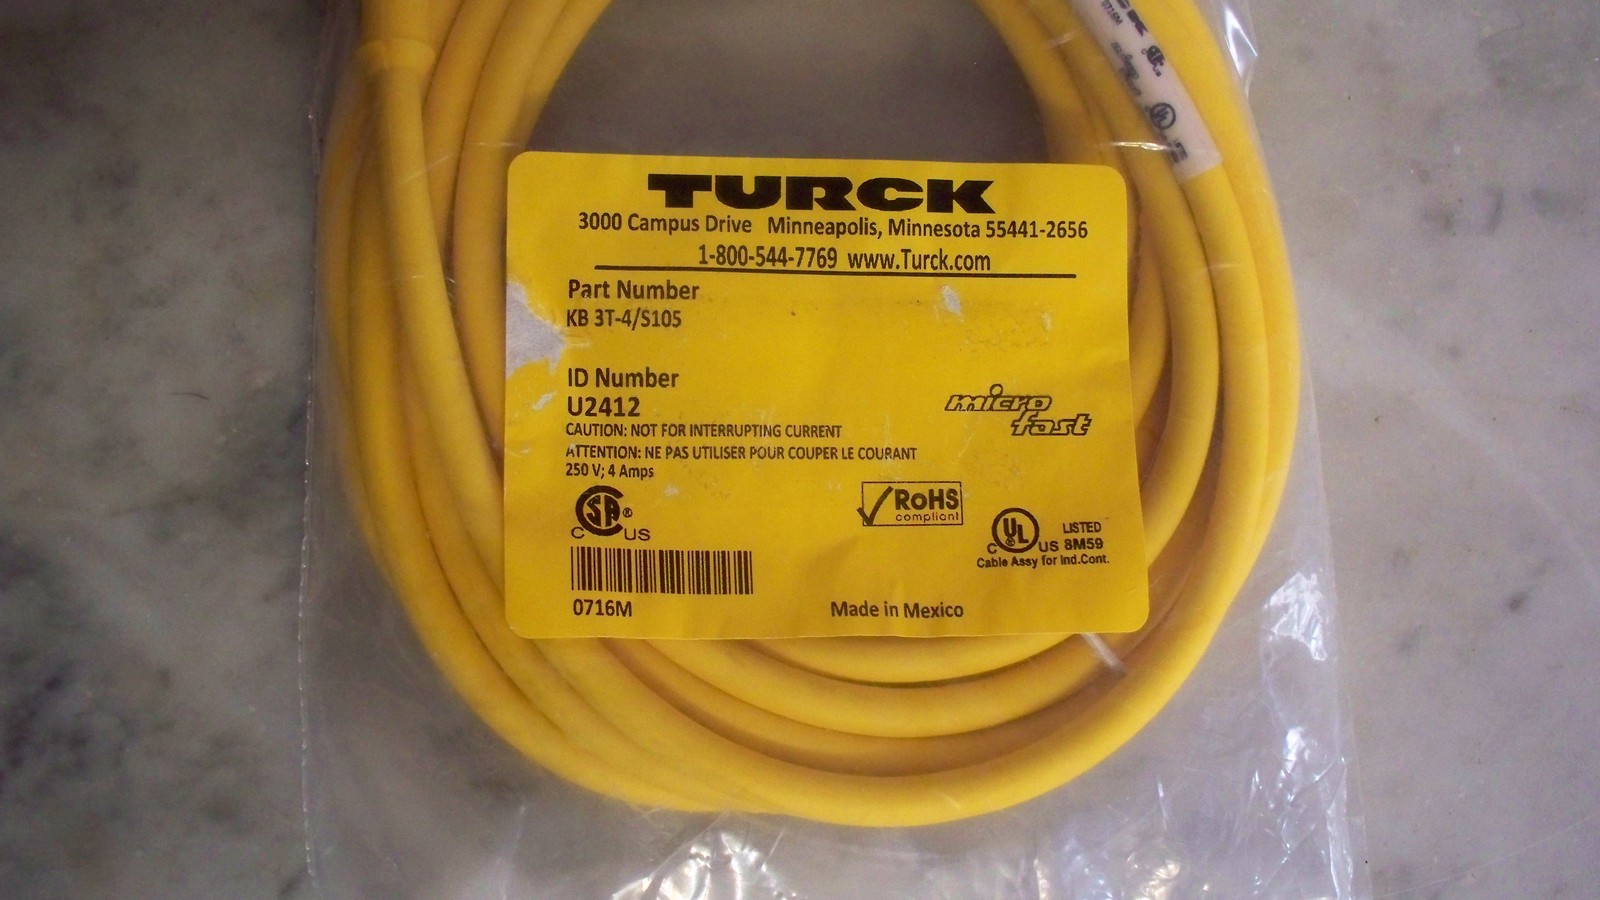 TURCK
3000 Campus Drive Minneapolis, Minnesota 55441-2656
1-800-544-7769 www.Turck.com
Part Number
KB 3T-4/S105
ID Number
U2412
micro
fast
CAUTION: NOT FOR INTERRUPTING CURRENT
ATTENTION: NE PAS UTILISER POUR COUPER LE COURANT
250 V; 4 Amps
CSA®
C US
RoHS
compliant
UL®
C US
LISTED
8M59
Cable Assy for Ind.Cont.
0716M
Made in Mexico
0716M